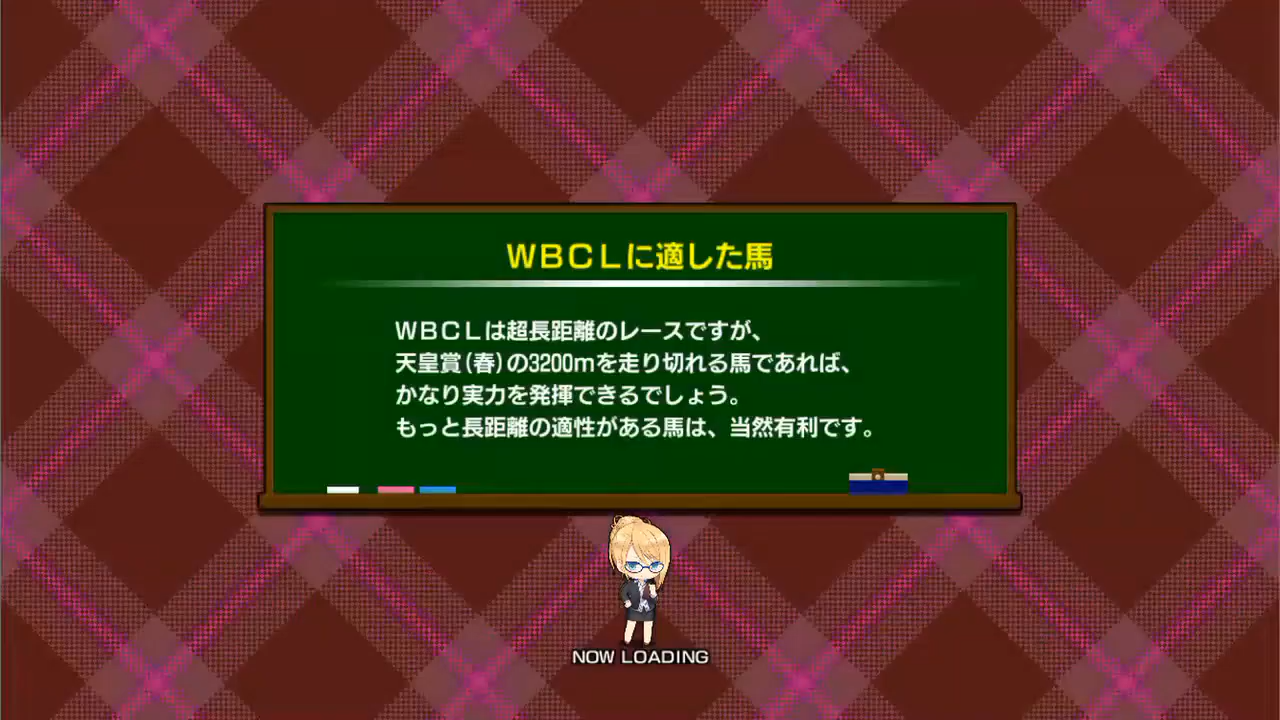 ＷＢＣＬに適した馬
ＷＢＣＬは超長距離のレースですが、
天皇賞(春)の3200mを走り切れる馬であれば、
かなり実力を発揮できるでしょう。
もっと長距離の適性がある馬は、当然有利です。
NOW LOADING